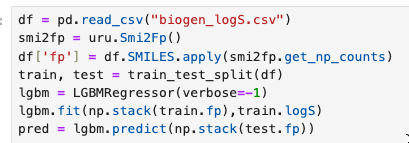 df = pd.read_csv("biogen_logS.csv")
smi2fp = uru.Smi2Fp()
df['fp'] = df.SMILES.apply(smi2fp.get_np_counts)
train, test = train_test_split(df)
lgbm = LGBMRegressor(verbose=-1)
lgbm.fit(np.stack(train.fp),train.logS)
pred = lgbm.predict(np.stack(test.fp))